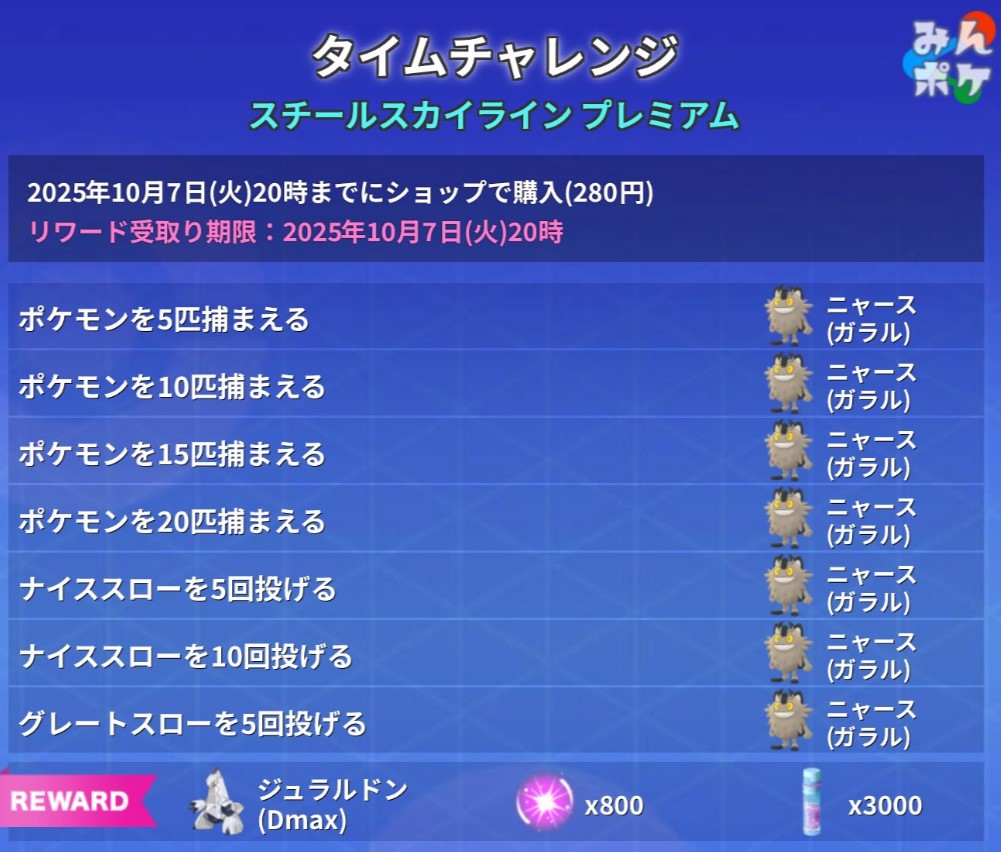 タイムチャレンジ
みん
ポケ
スチールスカイライン プレミアム
2025年10月7日(火)20時までにショップで購入(280円)
リワード受取り期限：2025年10月7日(火)20時
ポケモンを5匹捕まえる
ニャース
(ガラル)
ポケモンを10匹捕まえる
ニャース
(ガラル)
ポケモンを15匹捕まえる
ニャース
(ガラル)
ポケモンを20匹捕まえる
ニャース
(ガラル)
ナイススローを5回投げる
ニャース
(ガラル)
ナイススローを10回投げる
ニャース
(ガラル)
グレートスローを5回投げる
ニャース
(ガラル)
REWARD
ジュラルドン
(Dmax)
x800
x3000